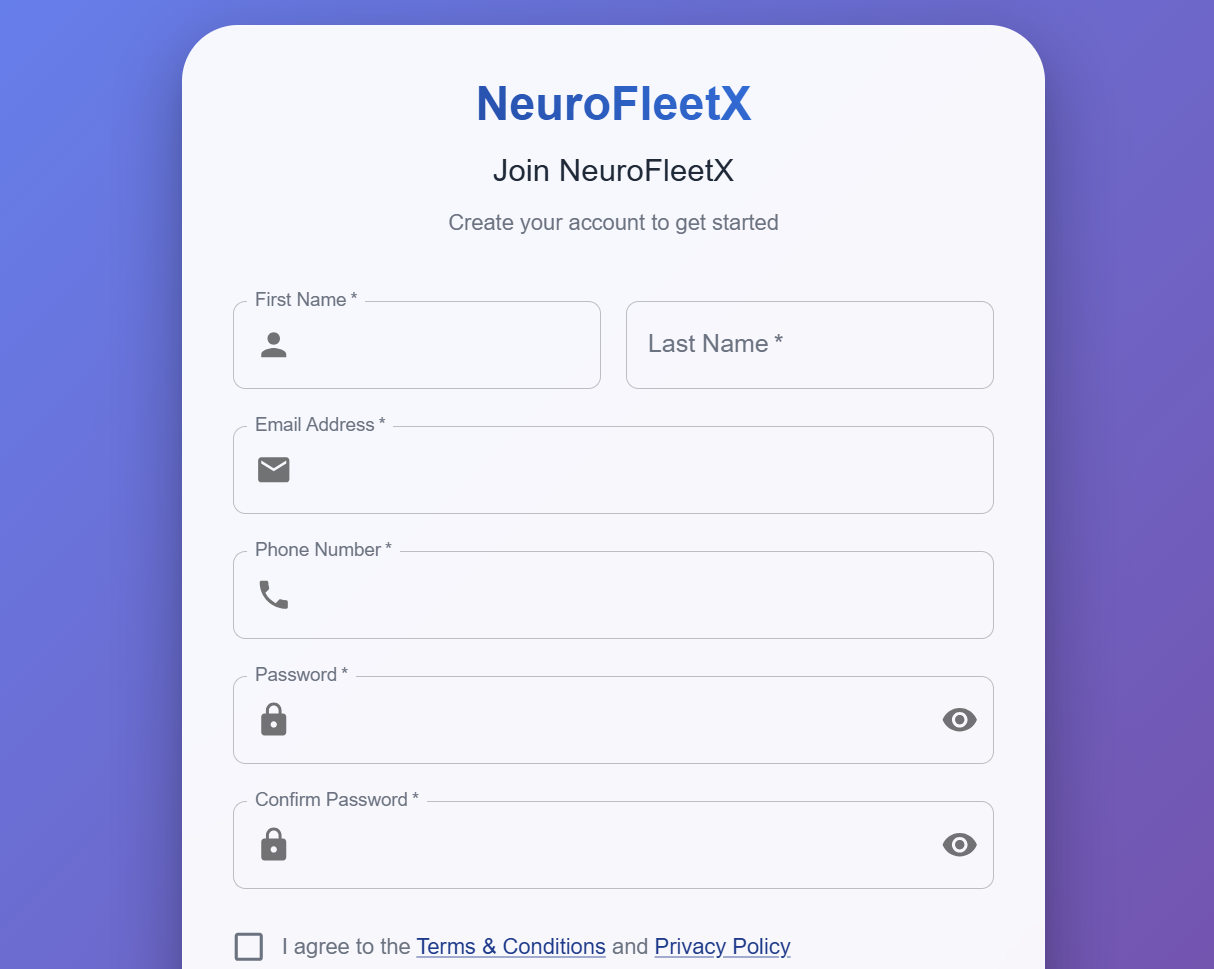 NeuroFleetX
Join NeuroFleetX
Create your account to get started
First Name *
Last Name *
Email Address *
Phone Number *
Password *
Confirm Password *
I agree to the Terms & Conditions and Privacy Policy